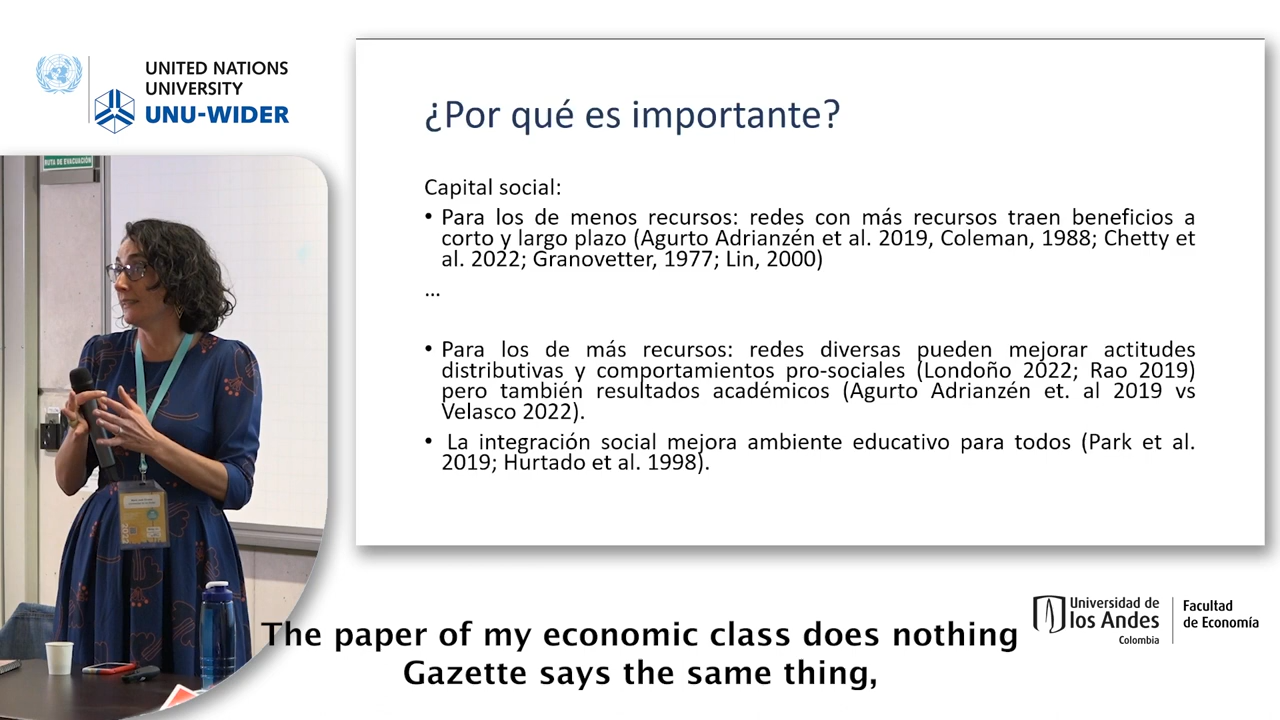 UNITED NATIONS
UNIVERSITY
UNU-WIDER
RUTA DE EVACUACIÓN
¿Por qué es importante?
Capital social:
• Para los de menos recursos: redes con más recursos traen beneficios a
corto y largo plazo (Agurto Adrianzén et al. 2019, Coleman, 1988; Chetty et
al. 2022; Granovetter, 1977; Lin, 2000)
...
• Para los de más recursos: redes diversas pueden mejorar actitudes
distributivas y comportamientos pro-sociales (Londoño 2022; Rao 2019)
pero también resultados académicos (Agurto Adrianzén et. al 2019 vs
Velasco 2022).
• La integración social mejora ambiente educativo para todos (Park et al.
2019; Hurtado et al. 1998).
Universidad de
los Andes
Colombia
Facultad
de Economía
The paper of my economic class does nothing
Gazette says the same thing,